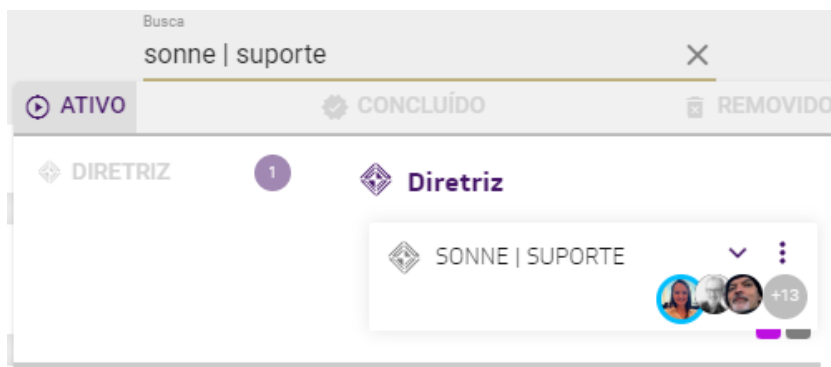 Busca
sonne | suporte
ATIVO
CONCLUÍDO
REMOVIDO
DIRETRIZ
1
Diretriz
SONNE | SUPORTE
+13